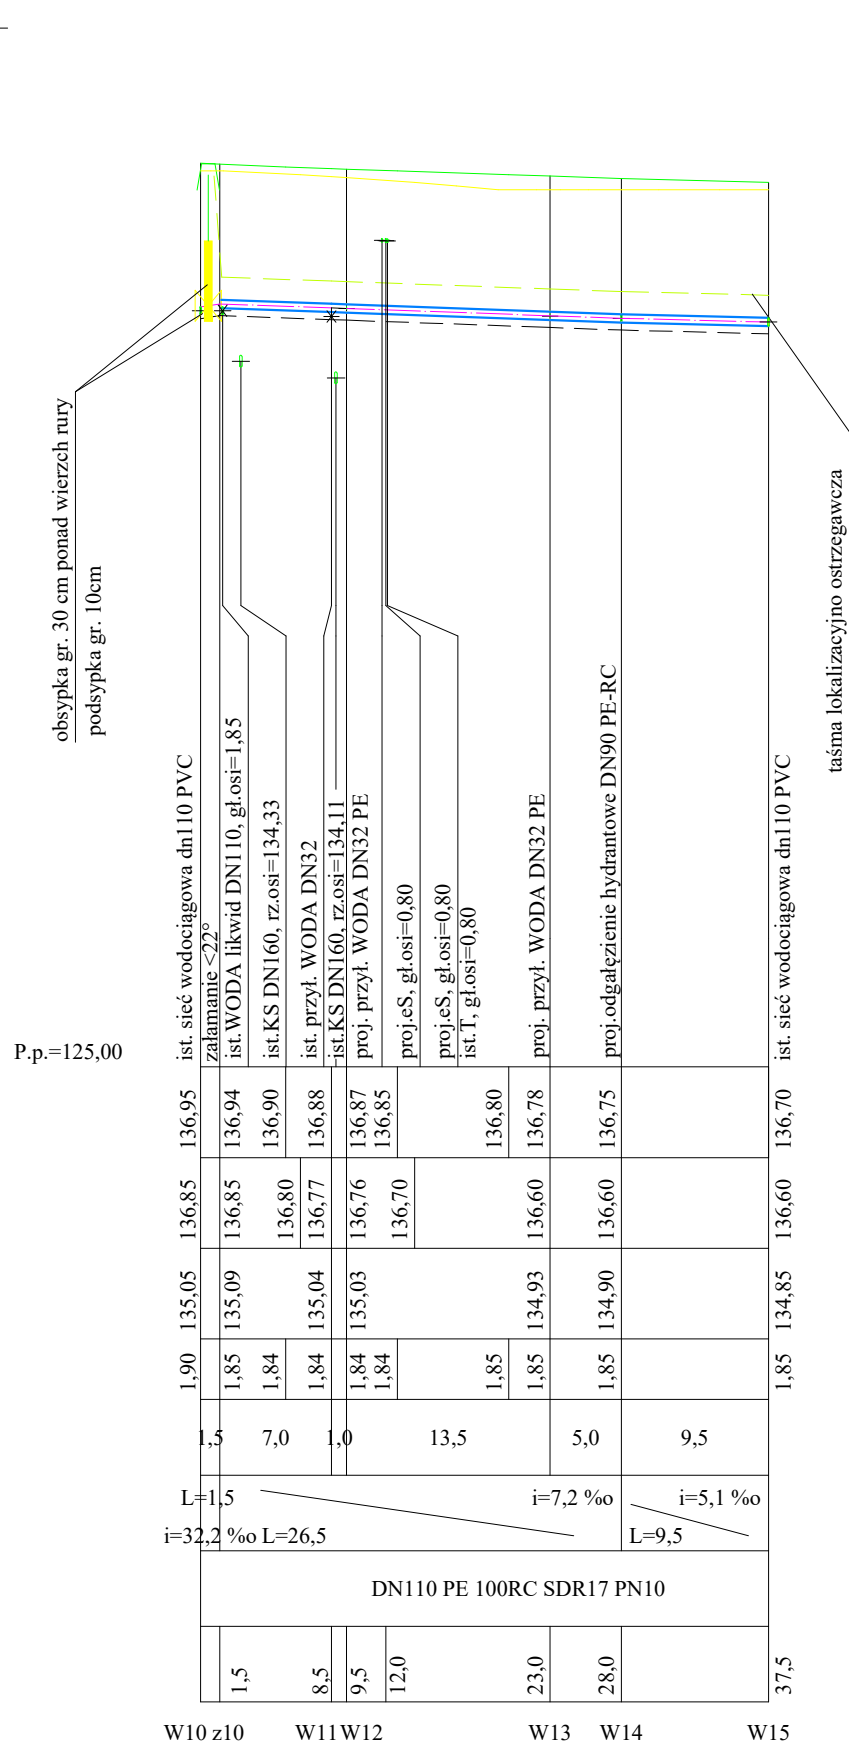 obsypka gr. 30 cm ponad wierzch rury
podsypka gr. 10cm
taśma lokalizacyjno ostrzegawcza
ist. sieć wodociągowa dn110 PVC
załamanie <22°
ist.WODA likwid DN110, gł.osi=1,85
ist.KS DN160, rz.osi=134,33
ist. przył. WODA DN32
ist.KS DN160, rz.osi=134,11
proj. przył. WODA DN32 PE
proj.eS, gł.osi=0,80
proj.eS, gł.osi=0,80
ist.T, gł.osi=0,80
proj. przył. WODA DN32 PE
proj.odgałęzienie hydrantowe DN90 PE-RC
ist. sieć wodociągowa dn110 PVC
P.p.=125,00
136,95 136,94 136,90 136,88 136,87 136,85 136,80 136,78 136,75 136,70
136,85 136,85 136,80 136,77 136,76 136,70 136,60 136,60 136,60
135,05 135,09 135,04 135,03 134,93 134,90 134,85
1,90 1,85 1,84 1,84 1,84 1,84 1,85 1,85 1,85 1,85
1,5 7,0 1,0 13,5 5,0 9,5
L=1,5 i=7,2 %o i=5,1 %o
i=32,2 %o L=26,5 L=9,5
DN110 PE 100RC SDR17 PN10
1,5 8,5 9,5 12,0 23,0 28,0 37,5
W10 z10 W11 W12 W13 W14 W15